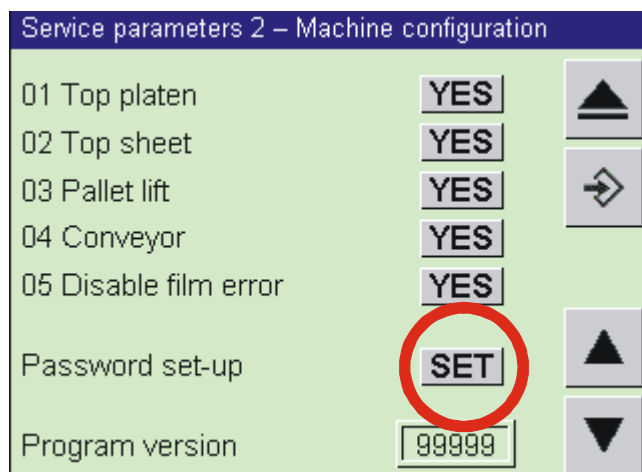 Service parameters 2 – Machine configuration
01 Top platen YES
02 Top sheet YES
03 Pallet lift YES
04 Conveyor YES
05 Disable film error YES
Password set-up SET
Program version 99999